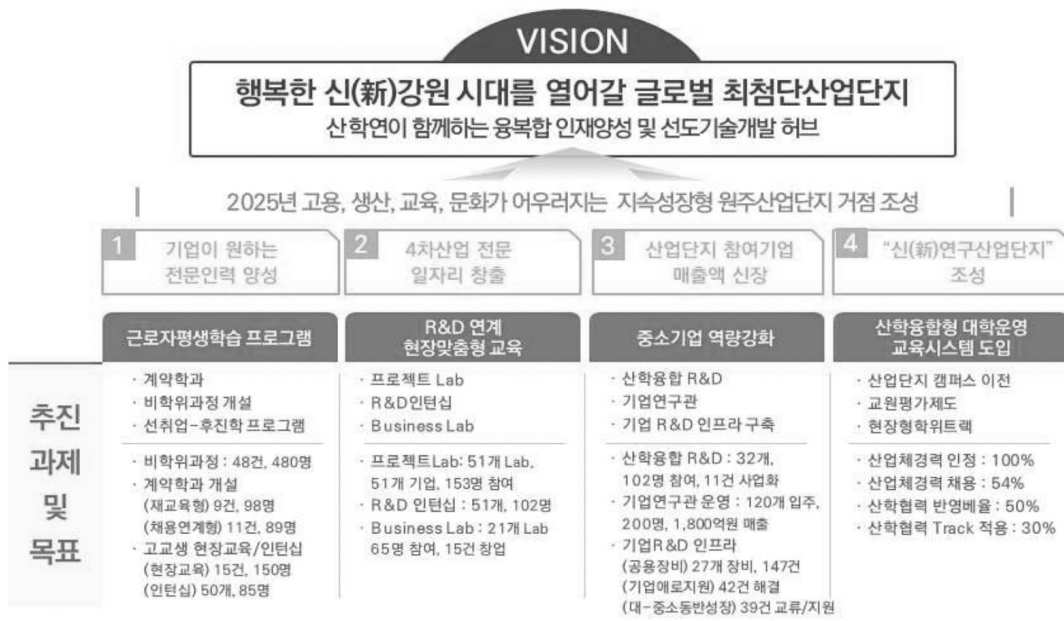 VISION
행복한 신(新)강원 시대를 열어갈 글로벌 최첨단산업단지
산학연이 함께하는 융복합 인재양성 및 선도기술개발 허브
2025년 고용, 생산, 교육, 문화가 어우러지는 지속성장형 원주산업단지 거점 조성
1
기업이 원하는
전문인력 양성
2
4차산업 전문
일자리 창출
3
산업단지 참여기업
매출액 신장
4
“신(新)연구산업단지”
조성
추진
과제
및
목표
근로자평생학습 프로그램
· 계약학과
· 비학위과정 개설
· 선취업-후진학 프로그램
· 비학위과정 : 48건, 480명
· 계약학과 개설
(재교육형) 9건, 98명
(채용연계형) 11건, 89명
· 고교생 현장교육/인턴십
(현장교육) 15건, 150명
(인턴십) 50개, 85명
R&D 연계
현장맞춤형 교육
· 프로젝트 Lab
· R&D인턴십
· Business Lab
· 프로젝트Lab: 51개 Lab,
51개 기업, 153명 참여
· R&D 인턴십 : 51개, 102명
· Business Lab : 21개 Lab
65명 참여, 15건 창업
중소기업 역량강화
· 산학융합 R&D
· 기업연구관
· 기업 R&D 인프라 구축
· 산학융합 R&D : 32개,
102명 참여, 11건 사업화
· 기업연구관 운영 : 120개 입주,
200명, 1,800억원 매출
· 기업R&D 인프라
(공용장비) 27개 장비, 147건
(기업애로지원) 42건 해결
(대-중소동반성장) 39건 교류/지원
산학융합형 대학운영
교육시스템 도입
· 산업단지 캠퍼스 이전
· 교원평가제도
· 현장형학위트랙
· 산업체경력 인정 : 100%
· 산업체경력 채용 : 54%
· 산학협력 반영베율 : 50%
· 산학협력 Track 적용 : 30%